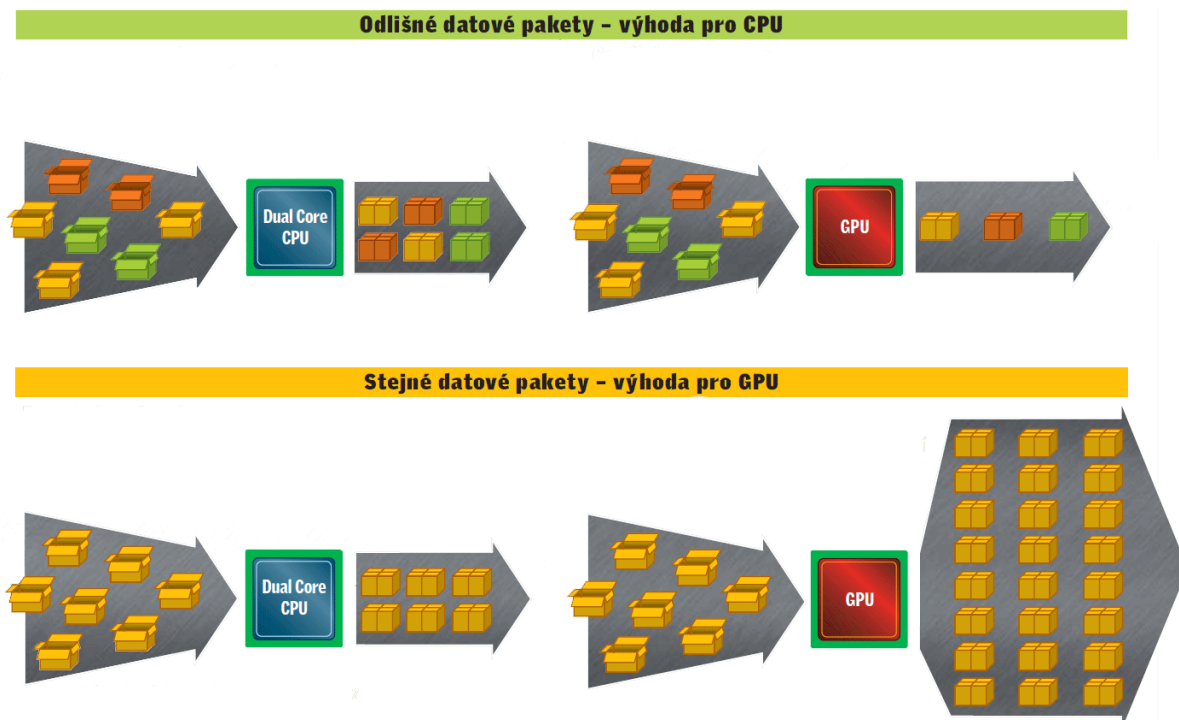 Odlišné datové pakety – výhoda pro CPU
Dual Core
CPU
GPU
Stejné datové pakety – výhoda pro GPU
Dual Core
CPU
GPU